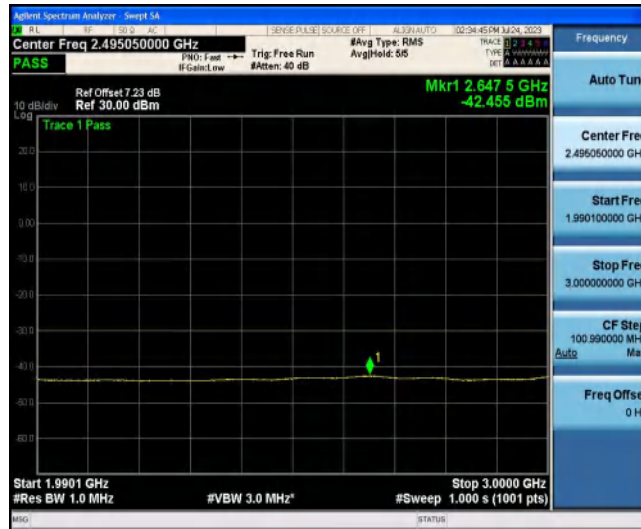 Agilent Spectrum Analyzer - Swept SA
RL RF 50 Ω AC SENSE:PULSE SOURCE OFF ALIGN AUTO 02:34:45 PM Jul 24, 2023
Center Freq 2.495050000 GHz
#Avg Type: RMS
TRACE 1 2 3 4 5 6
PASS
PNO: Fast
Trig: Free Run
Avg|Hold: 5/5
TYPE
IFGain:Low
#Atten: 40 dB
DET A A A A A A
Ref Offset 7.23 dB
Mkr1 2.647 5 GHz
10 dB/div Ref 30.00 dBm
-42.455 dBm
Log
Trace 1 Pass
20.0
10.0
0.00
-10.0
-20.0
-30.0
-40.0
1
-50.0
-60.0
Start 1.9901 GHz
Stop 3.0000 GHz
#Res BW 1.0 MHz
#VBW 3.0 MHz*
#Sweep 1.000 s (1001 pts)
MSG
STATUS
Frequency
Auto Tun
Center Fre
2.495050000 GH
Start Fre
1.990100000 GH
Stop Fre
3.000000000 GH
CF Ste
100.990000 MH
Auto Ma
Freq Offse
0 H